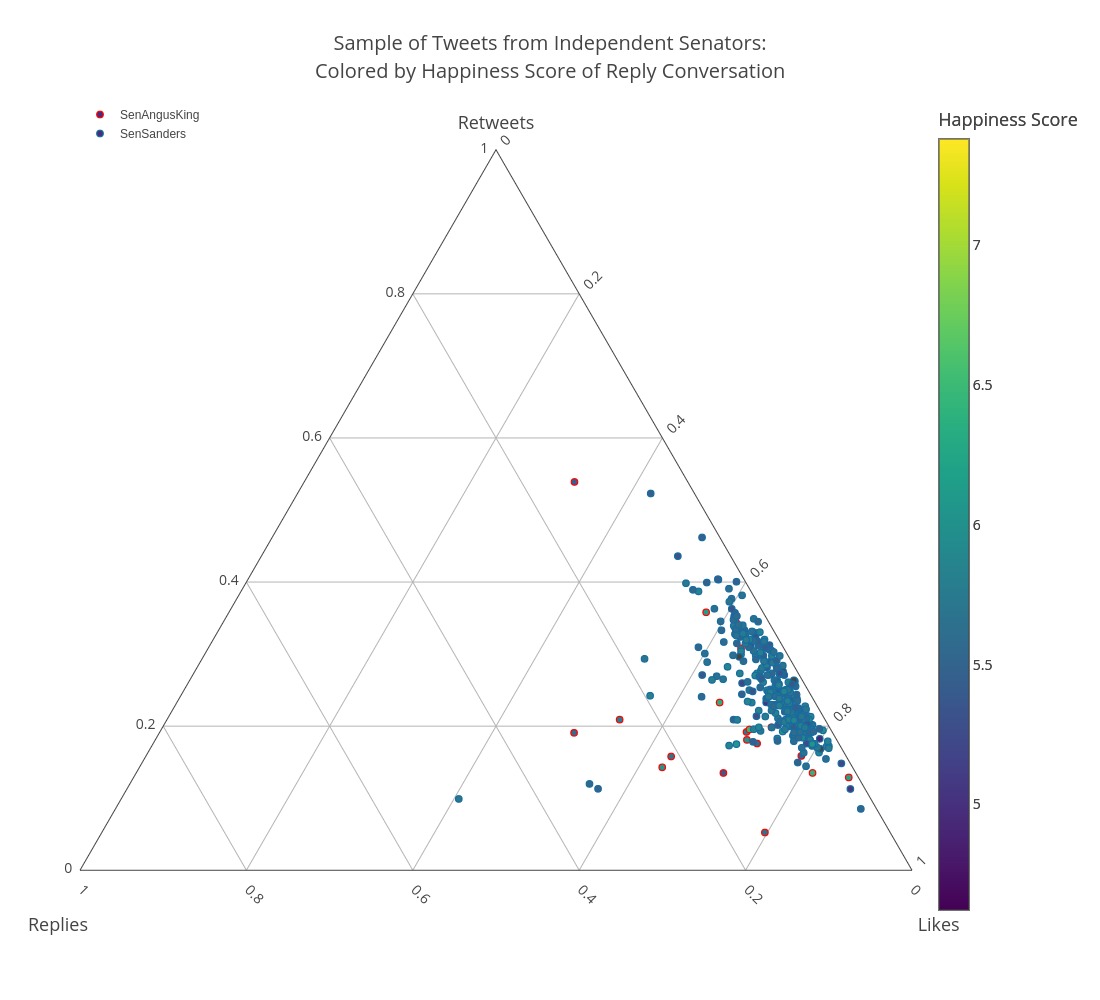 Sample of Tweets from Independent Senators:
Colored by Happiness Score of Reply Conversation
SenAngusKing
SenSanders
Retweets
Happiness Score
1
0
0.8
0.2
7
0.6
0.4
6.5
0.4
0.6
6
0.2
0.8
5.5
0
1
5
1
0.8
0.6
0.4
0.2
0
Replies
Likes